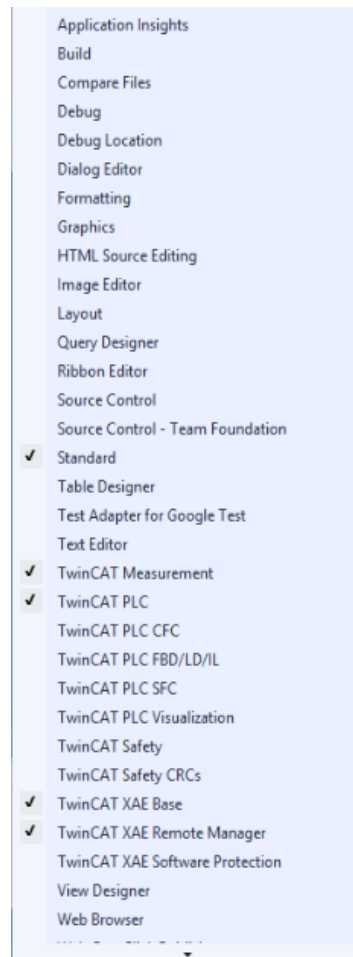 Application Insights
Build
Compare Files
Debug
Debug Location
Dialog Editor
Formatting
Graphics
HTML Source Editing
Image Editor
Layout
Query Designer
Ribbon Editor
Source Control
Source Control - Team Foundation
Standard
Table Designer
Test Adapter for Google Test
Text Editor
TwinCAT Measurement
TwinCAT PLC
TwinCAT PLC CFC
TwinCAT PLC FBD/LD/IL
TwinCAT PLC SFC
TwinCAT PLC Visualization
TwinCAT Safety
TwinCAT Safety CRCs
TwinCAT XAE Base
TwinCAT XAE Remote Manager
TwinCAT XAE Software Protection
View Designer
Web Browser